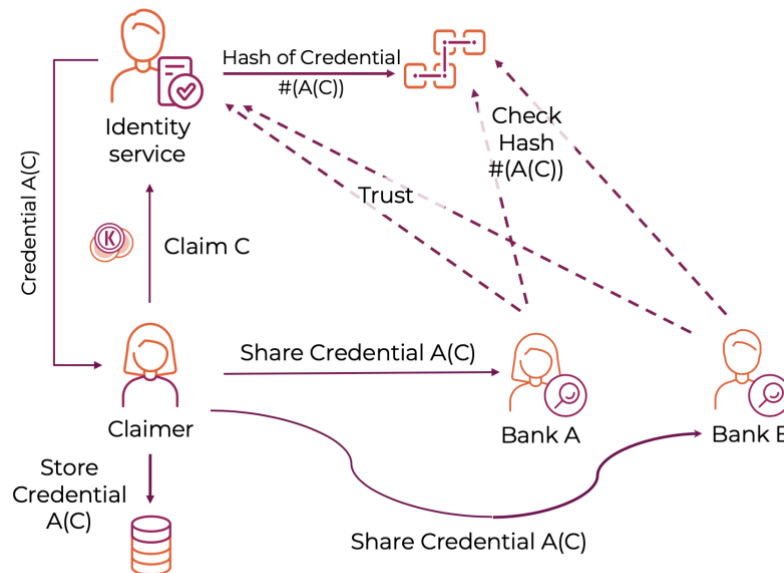 Hash of Credential
#(A(C))
Identity
service
Check
Hash
#(A(C))
Trust
Credential A(C)
K
Claim C
Share Credential A(C)
Claimer
Bank A
Bank B
Store
Credential
A(C)
Share Credential A(C)